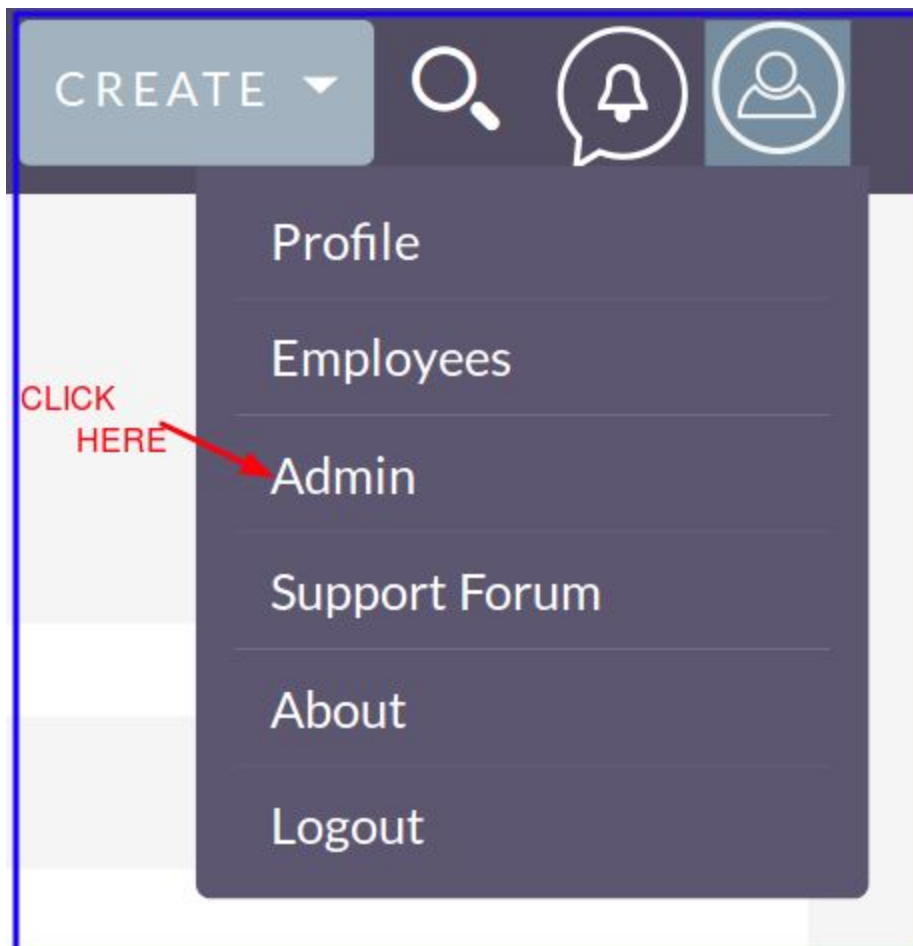 CREATE
Profile
Employees
CLICK
HERE
Admin
Support Forum
About
Logout